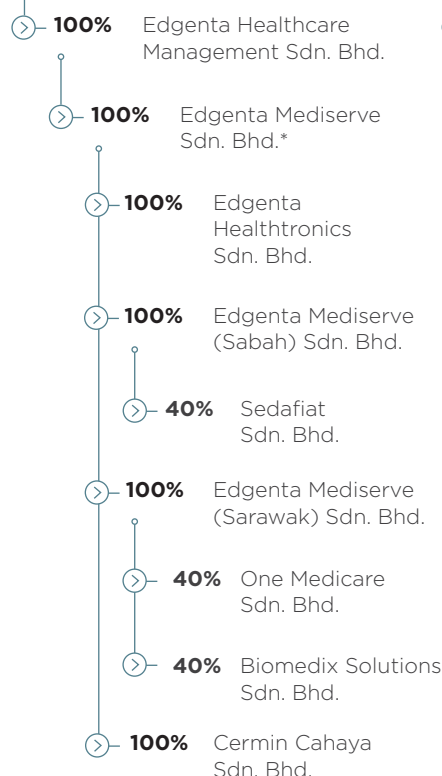 100% Edgenta Healthcare
Management Sdn. Bhd.
100% Edgenta Mediserve
Sdn. Bhd.*
100% Edgenta
Healthtronics
Sdn. Bhd.
100% Edgenta Mediserve
(Sabah) Sdn. Bhd.
40% Sedafiat
Sdn. Bhd.
100% Edgenta Mediserve
(Sarawak) Sdn. Bhd.
40% One Medicare
Sdn. Bhd.
40% Biomedix Solutions
Sdn. Bhd.
100% Cermin Cahaya
Sdn. Bhd.